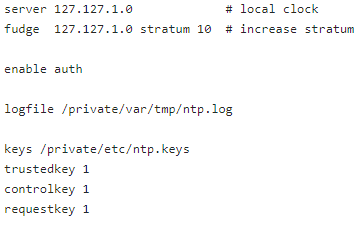 server 127.127.1.0             # local clock
fudge  127.127.1.0 stratum 10  # increase stratum
enable auth
logfile /private/var/tmp/ntp.log
keys /private/etc/ntp.keys
trustedkey 1
controlkey 1
requestkey 1